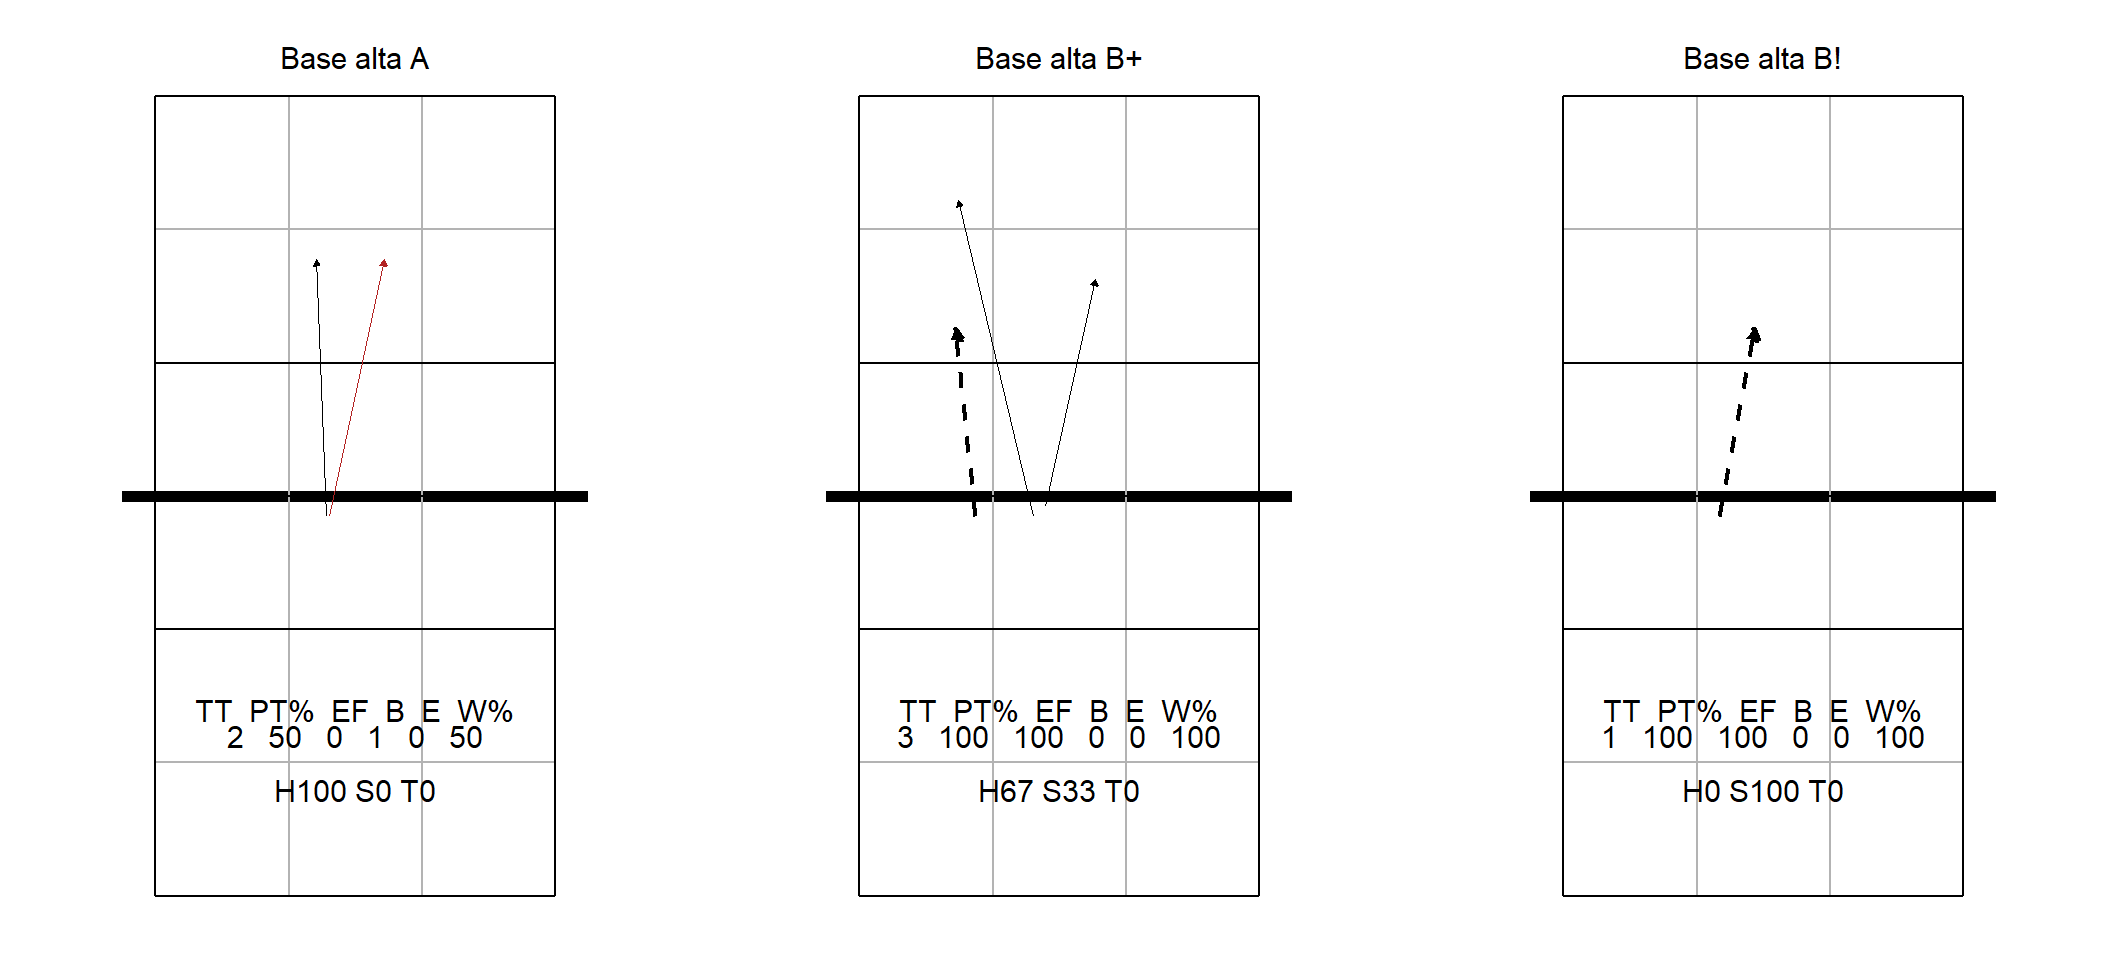 Base alta A
TT PT% EF B E W%
2 50 0 1 0 50
H100 S0 T0
Base alta B+
TT PT% EF B E W%
3 100 100 0 0 100
H67 S33 T0
Base alta B!
TT PT% EF B E W%
1 100 100 0 0 100
H0 S100 T0